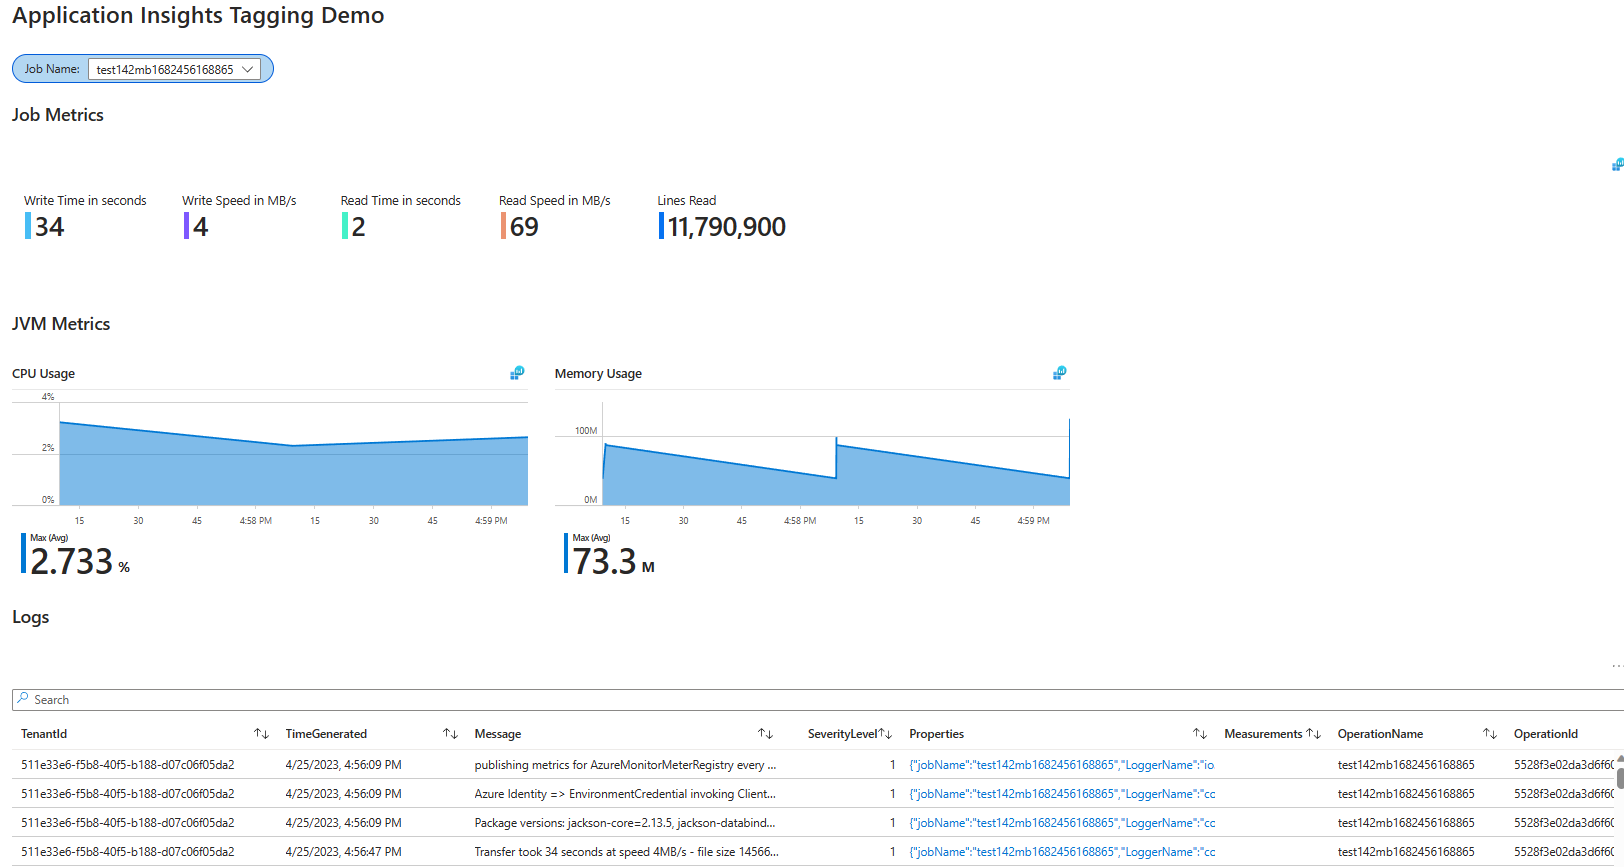 Application Insights Tagging Demo
Job Name: test142mb1682456168865
Job Metrics
Write Time in seconds Write Speed in MB/s Read Time in seconds Read Speed in MB/s Lines Read
34 4 2 69 11,790,900
JVM Metrics
CPU Usage Memory Usage
4%
100M
2%
0% 0M
15 30 45 4:58 PM 15 30 45 4:59 PM 15 30 45 4:58 PM 15 30 45 4:59 PM
Max (Avg) Max (Avg)
2.733 % 73.3 M
Logs
...
Search
TenantId TimeGenerated Message SeverityLevel Properties Measurements OperationName OperationId
511e33e6-f5b8-40f5-b188-d07c06f05da2 4/25/2023, 4:56:09 PM publishing metrics for AzureMonitorMeterRegistry every ... 1 {"jobName":"test142mb1682456168865","LoggerName":"io. test142mb1682456168865 5528f3e02da3d6f60
511e33e6-f5b8-40f5-b188-d07c06f05da2 4/25/2023, 4:56:09 PM Azure Identity => EnvironmentCredential invoking Client... 1 {"jobName":"test142mb1682456168865","LoggerName":"cc test142mb1682456168865 5528f3e02da3d6f60
511e33e6-f5b8-40f5-b188-d07c06f05da2 4/25/2023, 4:56:09 PM Package versions: jackson-core=2.13.5, jackson-databind... 1 {"jobName":"test142mb1682456168865","LoggerName":"cc test142mb1682456168865 5528f3e02da3d6f60
511e33e6-f5b8-40f5-b188-d07c06f05da2 4/25/2023, 4:56:47 PM Transfer took 34 seconds at speed 4MB/s - file size 14566... 1 {"jobName":"test142mb1682456168865","LoggerName":"cc test142mb1682456168865 5528f3e02da3d6f60